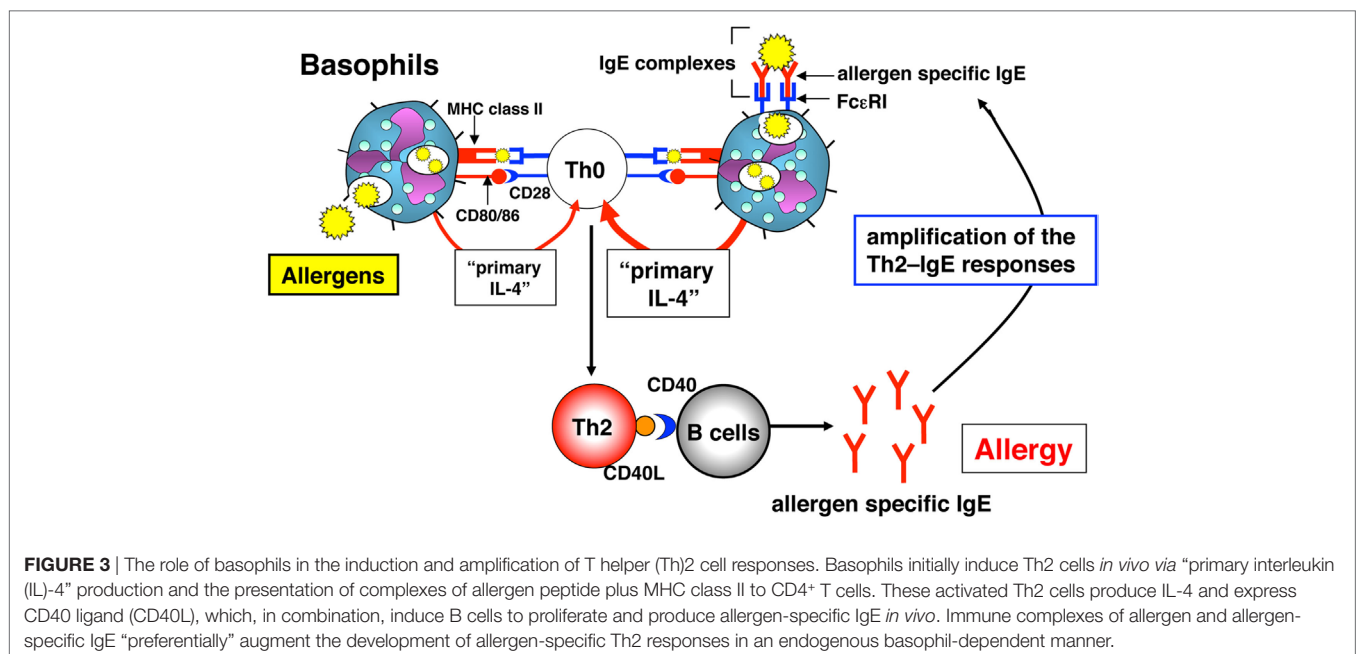 Basophils
IgE complexes
allergen specific IgE
FcεRI
MHC class II
Th0
CD28
CD80/86
Allergens
"primary
IL-4"
"primary
IL-4"
amplification of the
Th2–IgE responses
CD40
Th2
B cells
CD40L
Allergy
allergen specific IgE
FIGURE 3 | The role of basophils in the induction and amplification of T helper (Th)2 cell responses. Basophils initially induce Th2 cells in vivo via “primary interleukin
(IL)-4” production and the presentation of complexes of allergen peptide plus MHC class II to CD4⁺ T cells. These activated Th2 cells produce IL-4 and express
CD40 ligand (CD40L), which, in combination, induce B cells to proliferate and produce allergen-specific IgE in vivo. Immune complexes of allergen and allergen-
specific IgE “preferentially” augment the development of allergen-specific Th2 responses in an endogenous basophil-dependent manner.